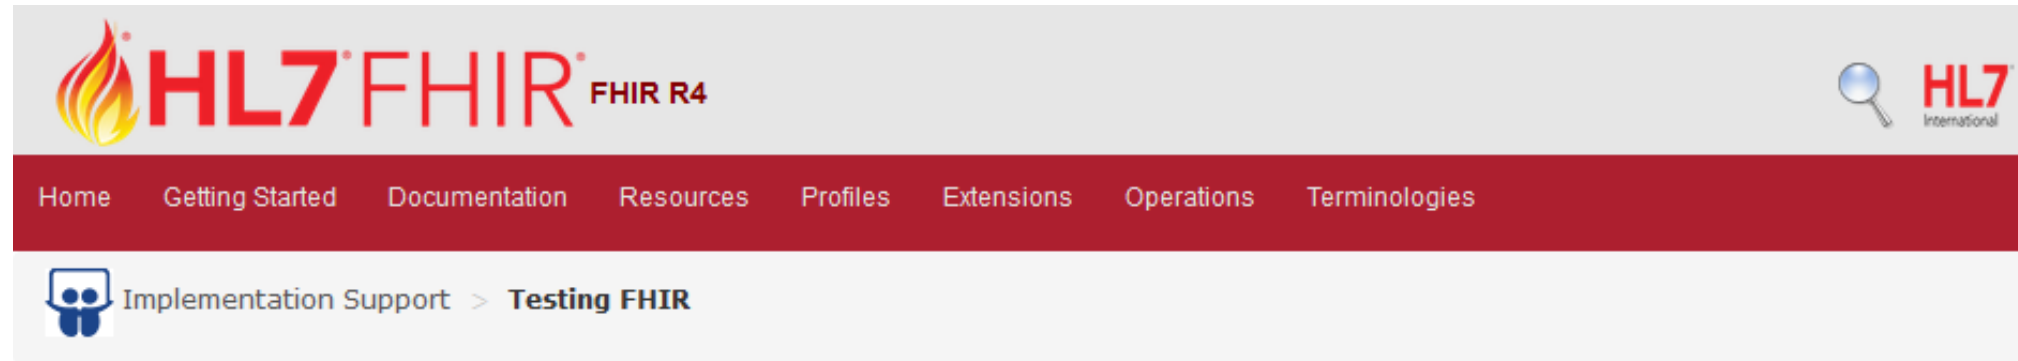 HL7® FHIR® FHIR R4
HL7®
International
Home Getting Started Documentation Resources Profiles Extensions Operations Terminologies
Implementation Support > Testing FHIR